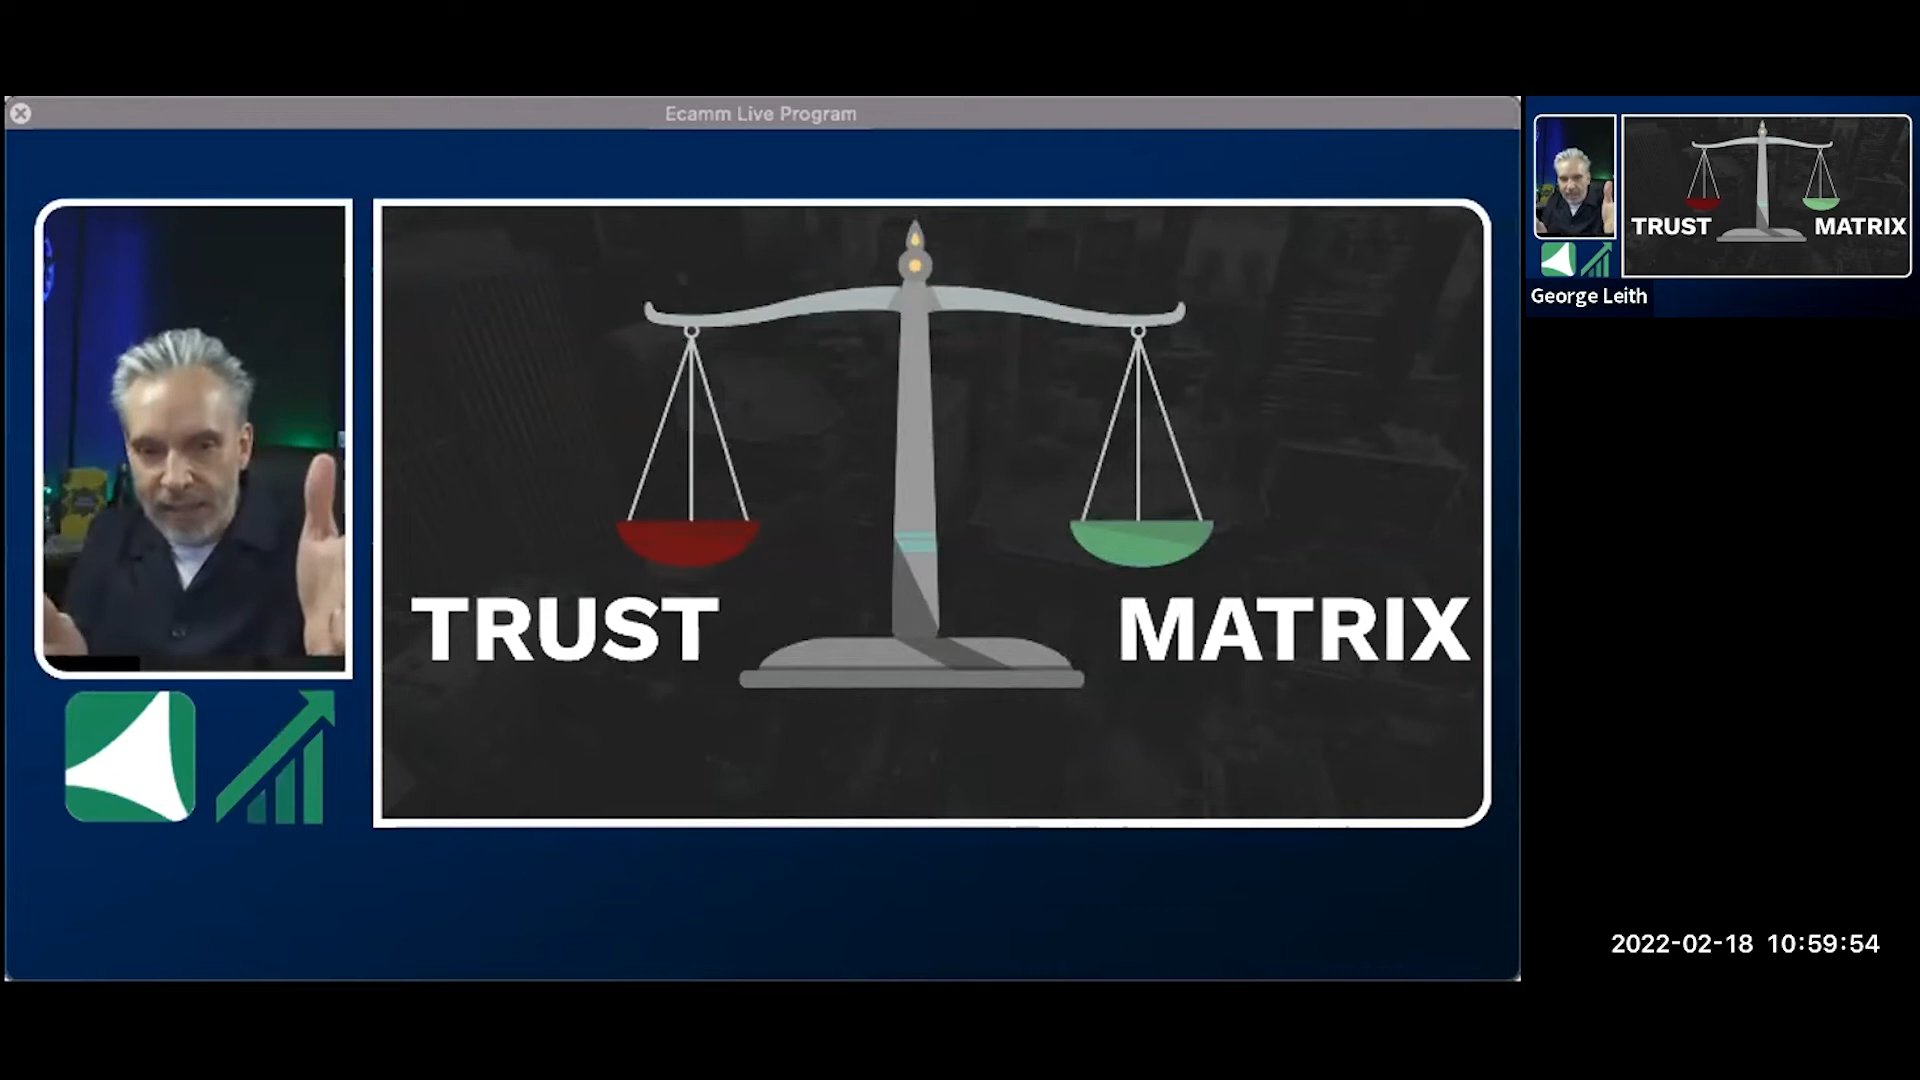 Ecamm Live Program
TRUST
MATRIX
TRUST
MATRIX
George Leith
2022-02-18 10:59:54